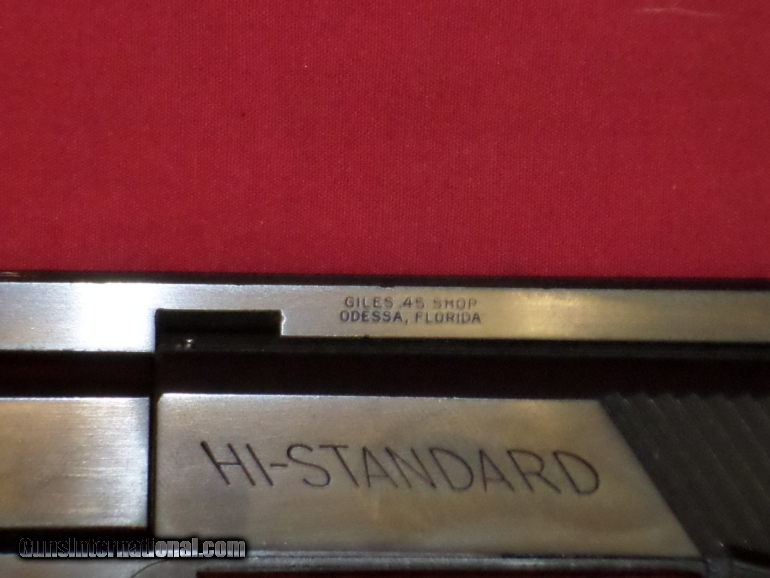 GILES .45 SHOP
ODESSA, FLORIDA
HI-STANDARD
GunsInternational.com